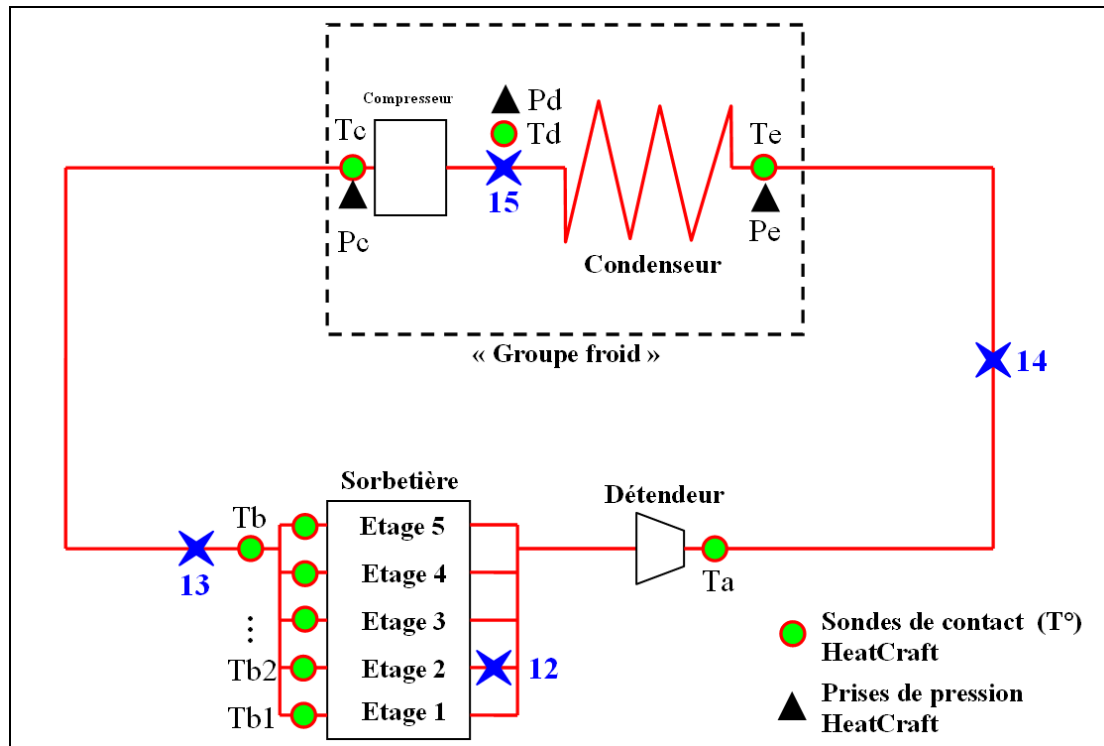 Compresseur
Pd
Tc
Td
Te
15
Pc
Pe
Condenseur
« Groupe froid »
14
Sorbetière
Détendeur
Tb
Etage 5
13
Etage 4
Ta
...
Etage 3
Tb2
Etage 2
12
Tb1
Etage 1
Sondes de contact (T°)
HeatCraft
Prises de pression
HeatCraft